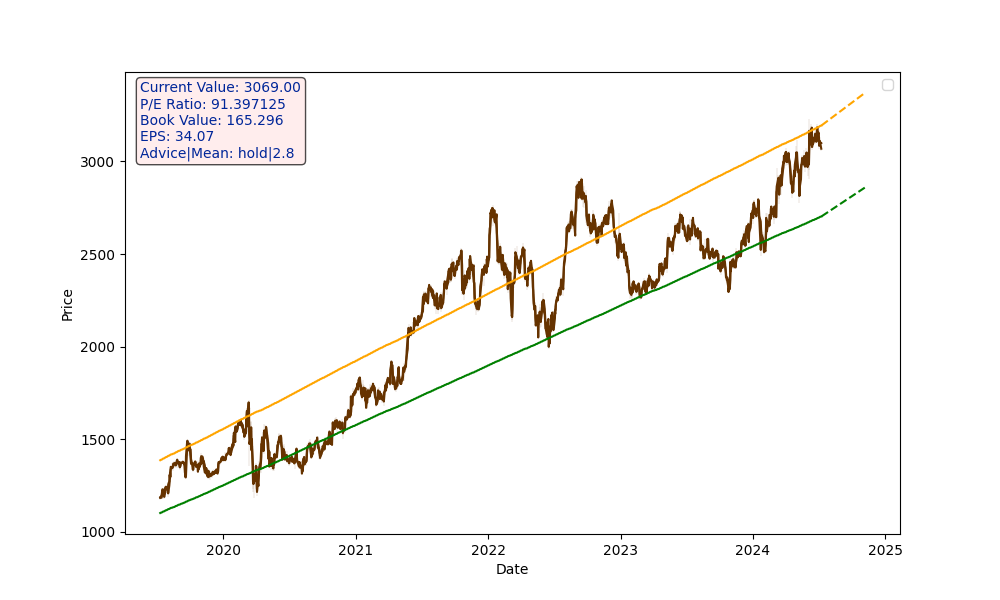 Current Value: 3069.00
P/E Ratio: 91.397125
Book Value: 165.296
EPS: 34.07
Advice|Mean: hold|2.8
3000
2500
2000
1500
1000
Price
2020
2021
2022
2023
2024
2025
Date